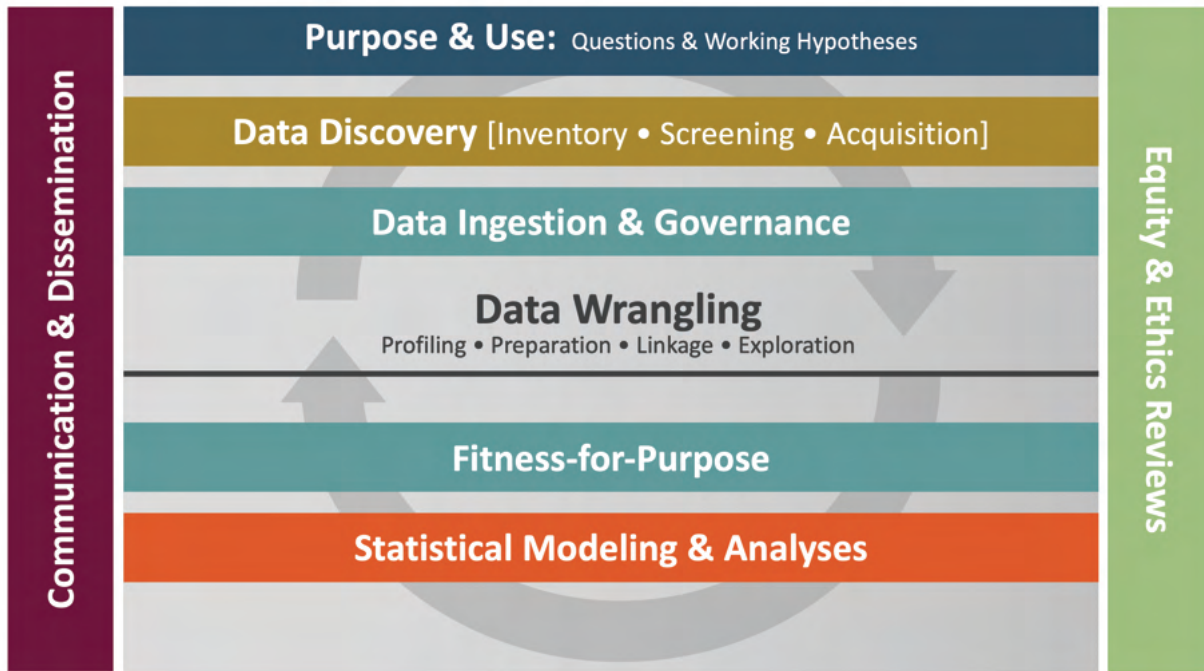 Communication & Dissemination
Purpose & Use: Questions & Working Hypotheses
Data Discovery [Inventory • Screening • Acquisition]
Data Ingestion & Governance
Data Wrangling
Profiling • Preparation • Linkage • Exploration
Fitness-for-Purpose
Statistical Modeling & Analyses
Equity & Ethics Reviews